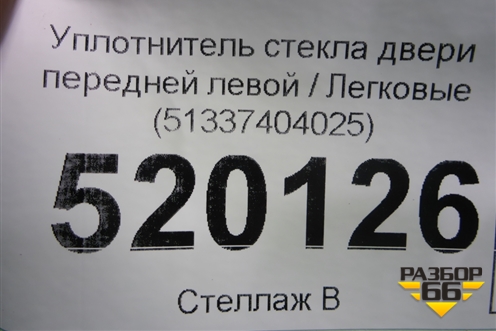 Уплотнитель стекла двери
передней левой / Легковые
(51337404025)
520126
Стеллаж В
РАЗБОР
66